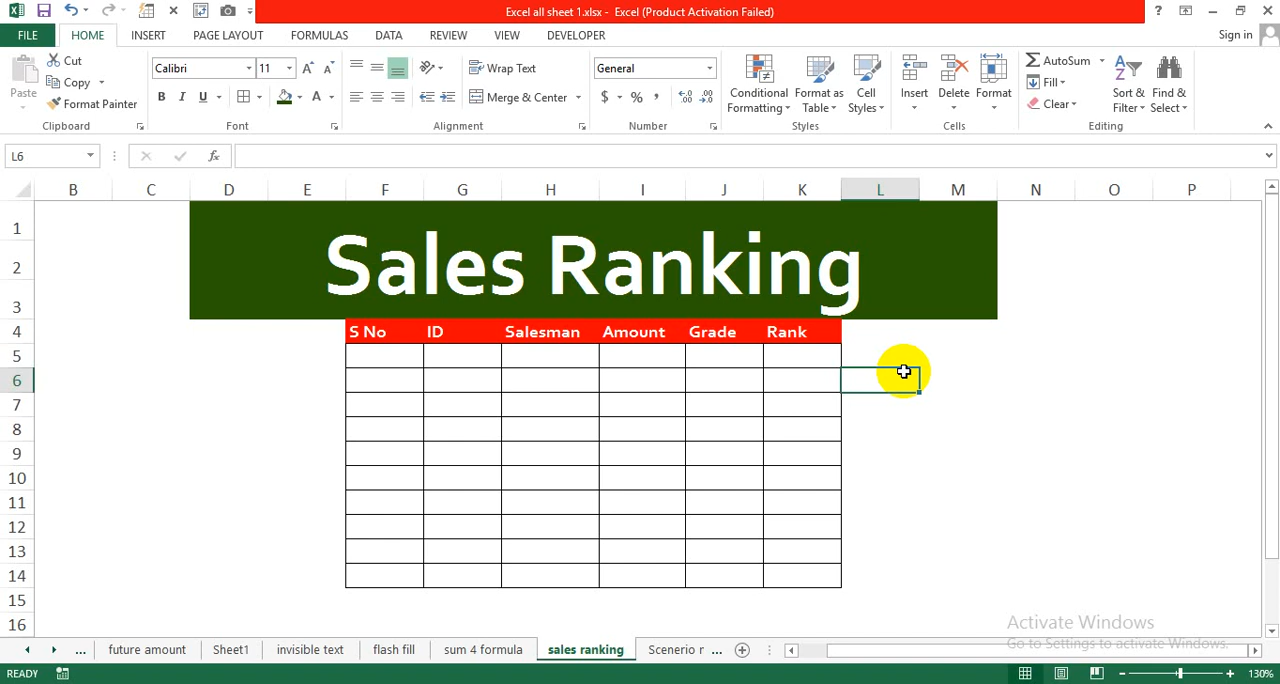 Excel all sheet 1.xlsx - Excel (Product Activation Failed)
?
FILE HOME INSERT PAGE LAYOUT FORMULAS DATA REVIEW VIEW DEVELOPER Sign in
Paste Cut Copy Format Painter
Clipboard
Calibri 11
B I U A
Font
Wrap Text
Merge & Center
Alignment
General
$ % ,
Number
Conditional Formatting Format as Table Cell Styles
Styles
Insert Delete Format
Cells
AutoSum Fill Clear Sort & Filter Find & Select
Editing
L6 fx
B C D E F G H I J K L M N O P
1
2
3
Sales Ranking
4 S No ID Salesman Amount Grade Rank
5
6
7
8
9
10
11
12
13
14
15
16
Activate Windows
Go to Settings to activate Windows.
... future amount Sheet1 invisible co flesh fill sum 4 formula sales ranking Scenerio r ...
READY 130%